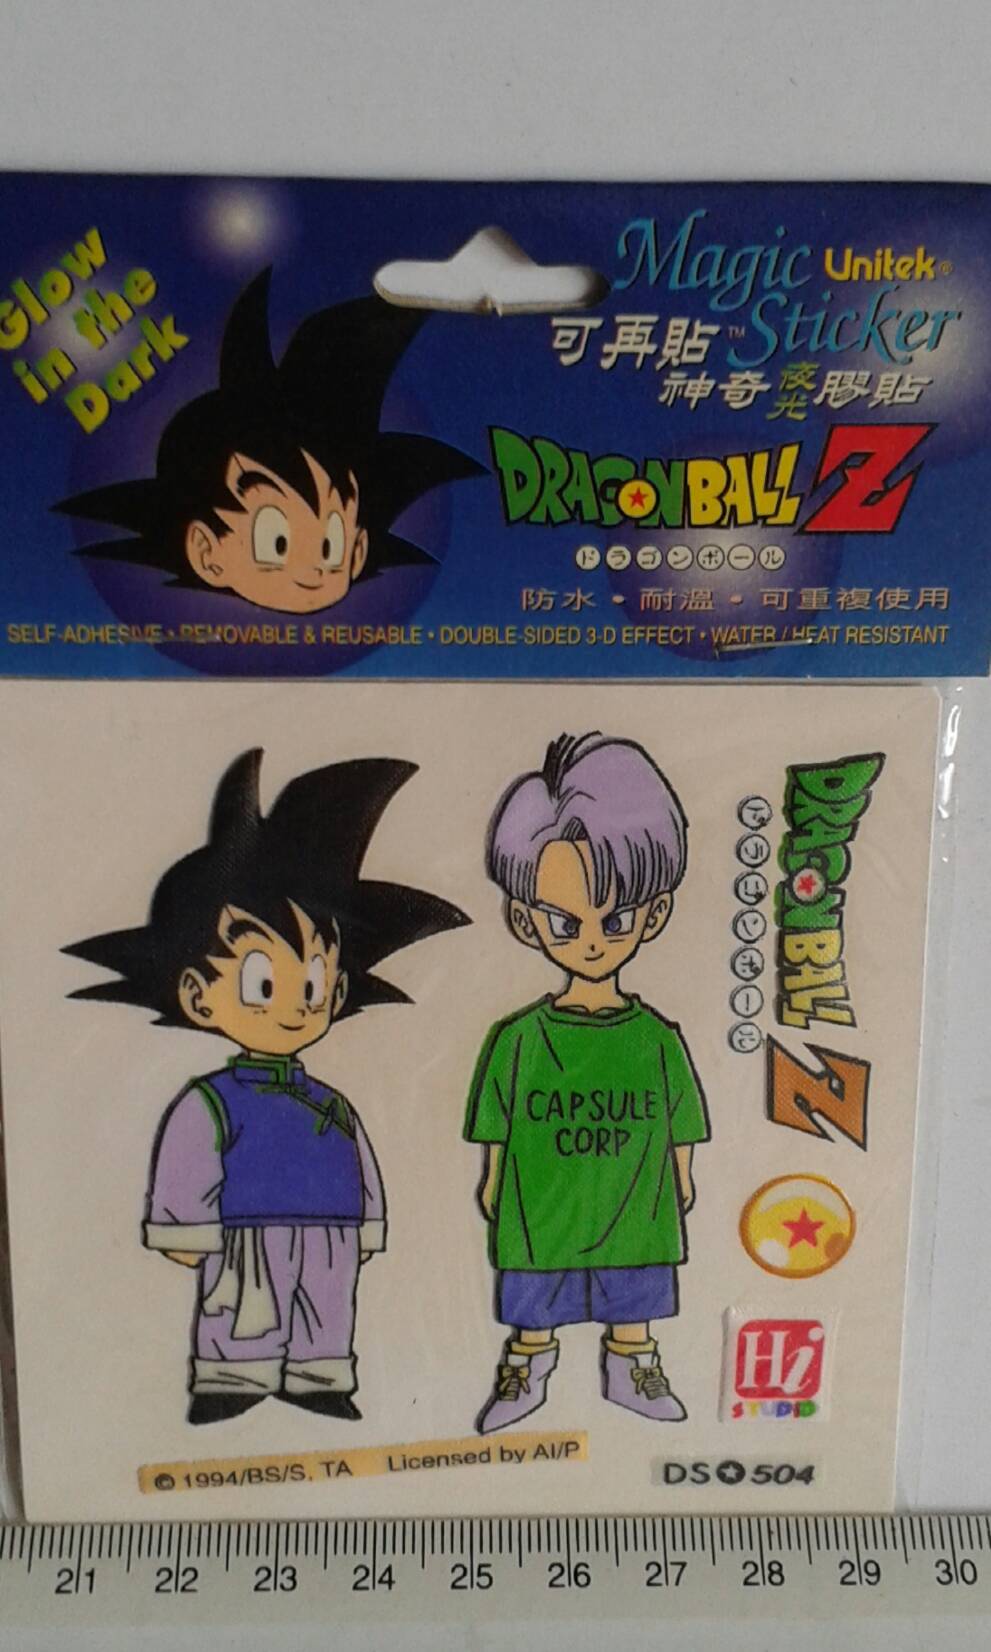 Glow
in the
Dark
Magic Unitek®
可再貼™ Sticker
神奇夜光膠貼
DRAGONBALL Z
ドラゴンボール
防水・耐溫・可重複使用
SELF-ADHESIVE • REMOVABLE & REUSABLE • DOUBLE-SIDED 3-D EFFECT • WATER / HEAT RESISTANT
DRAGONBALL Z
ドラゴンボール
CAPSULE
CORP
Hi
STUDIO
© 1994/BS/S, TA Licensed by AI/P
DS✪504
21 22 23 24 25 26 27 28 29 30